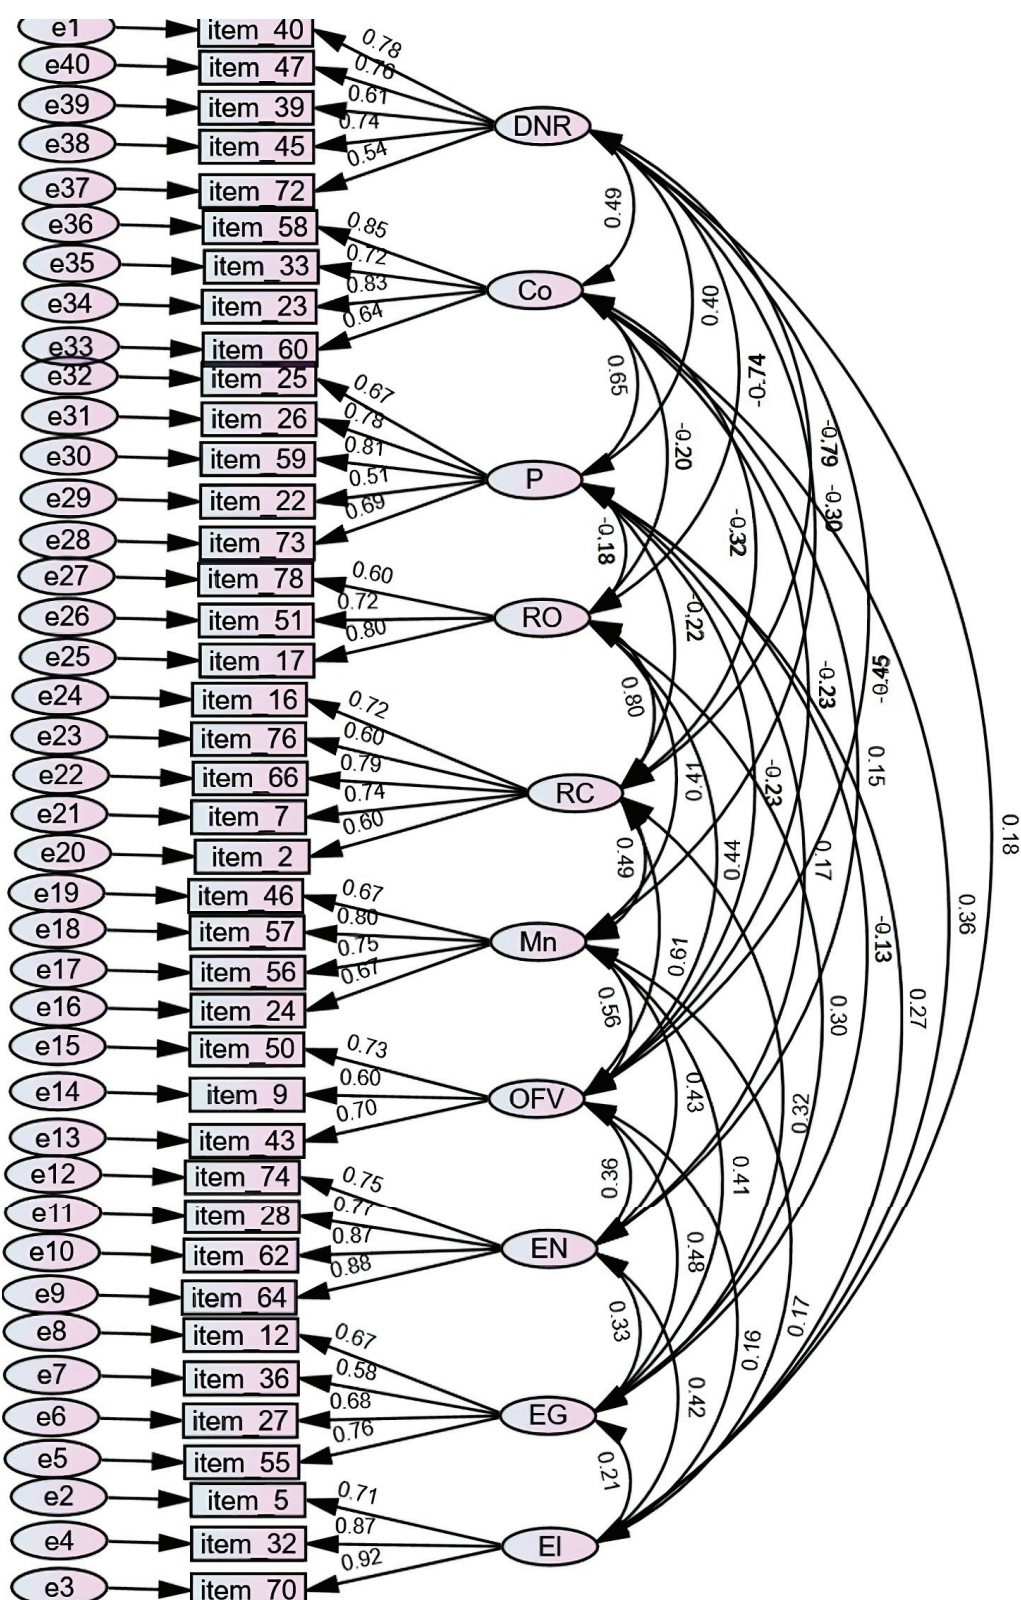 e1 item_40 0.78
e40 item_47 0.76
e39 item_39 0.61
e38 item_45 0.74
e37 item_72 0.54
DNR
e36 item_58 0.85
e35 item_33 0.72
e34 item_23 0.83
e33 item_60 0.64
Co
e32 item_25 0.67
e31 item_26 0.78
e30 item_59 0.81
e29 item_22 0.51
e28 item_73 0.69
P
e27 item_78 0.60
e26 item_51 0.72
e25 item_17 0.80
RO
e24 item_16 0.72
e23 item_76 0.60
e22 item_66 0.79
e21 item_7 0.74
e20 item_2 0.60
RC
e19 item_46 0.67
e18 item_57 0.80
e17 item_56 0.75
e16 item_24 0.67
Mn
e15 item_50 0.73
e14 item_9 0.60
e13 item_43 0.70
OFV
e12 item_74 0.75
e11 item_28 0.77
e10 item_62 0.87
e9 item_64 0.88
EN
e8 item_12 0.67
e7 item_36 0.58
e6 item_27 0.68
e5 item_55 0.76
EG
e2 item_5 0.71
e4 item_32 0.87
e3 item_70 0.92
EI
0.49
0.40
0.65
-0.74
-0.20
-0.79
-0.30
-0.18
-0.32
-0.22
-0.23
-0.45
0.80
0.15
0.41
-0.23
0.18
0.49
0.44
0.17
0.36
0.61
-0.13
0.56
0.30
0.27
0.43
0.32
0.36
0.41
0.48
0.33
0.16
0.17
0.42
0.21